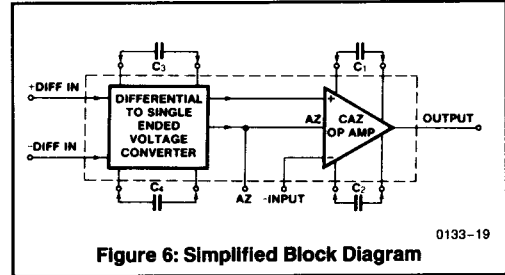 C3
C1
+DIFF IN
DIFFERENTIAL
TO SINGLE
ENDED
VOLTAGE
CONVERTER
+
AZ
CAZ
OP AMP
OUTPUT
-DIFF IN
−
C4
AZ
-INPUT
C2
0133-19
Figure 6: Simplified Block Diagram